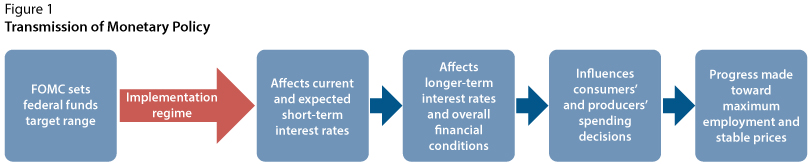 Figure 1
Transmission of Monetary Policy
FOMC sets
federal funds
target range
Implementation
regime
Affects current
and expected
short-term
interest rates
Affects
longer-term
interest rates
and overall
financial
conditions
Influences
consumers’
and producers’
spending
decisions
Progress made
toward
maximum
employment and
stable prices